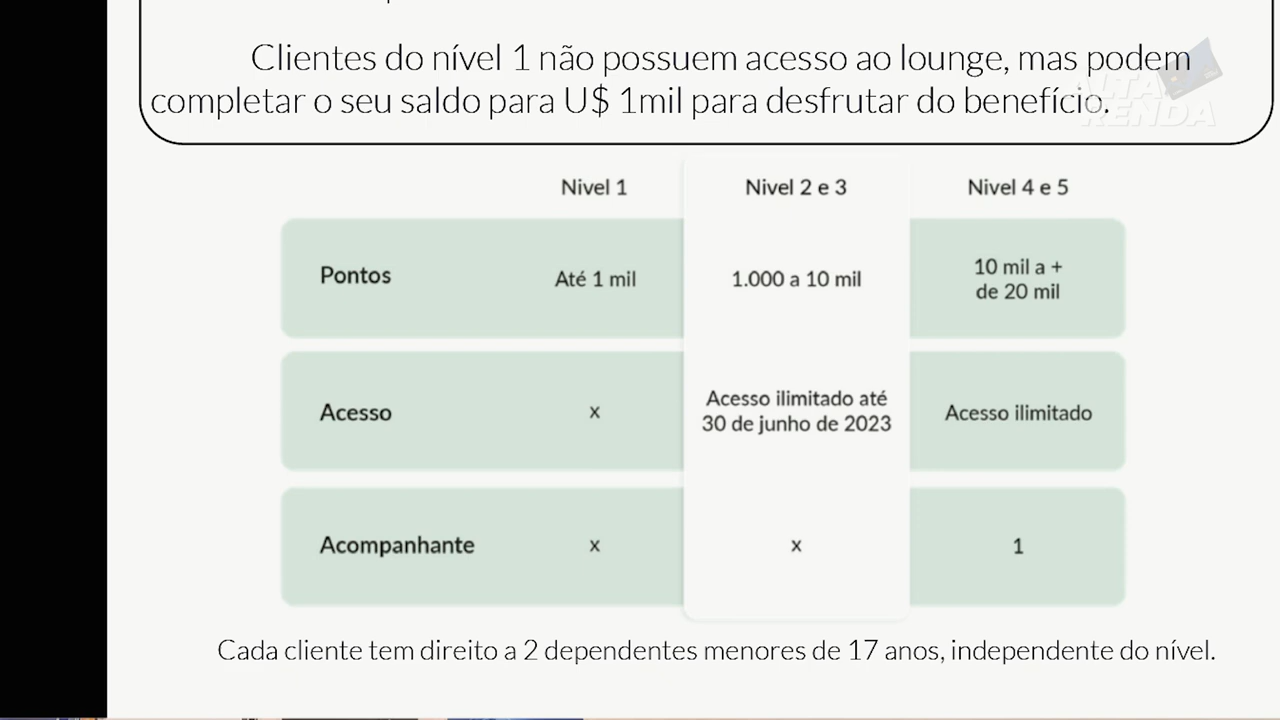 Clientes do nível 1 não possuem acesso ao lounge, mas podem
completar o seu saldo para U$ 1mil para desfrutar do benefício.
ALTA
RENDA
Nivel 1
Nivel 2 e 3
Nivel 4 e 5
Pontos
Até 1 mil
1.000 a 10 mil
10 mil a +
de 20 mil
Acesso
x
Acesso ilimitado até
30 de junho de 2023
Acesso ilimitado
Acompanhante
x
x
1
Cada cliente tem direito a 2 dependentes menores de 17 anos, independente do nível.